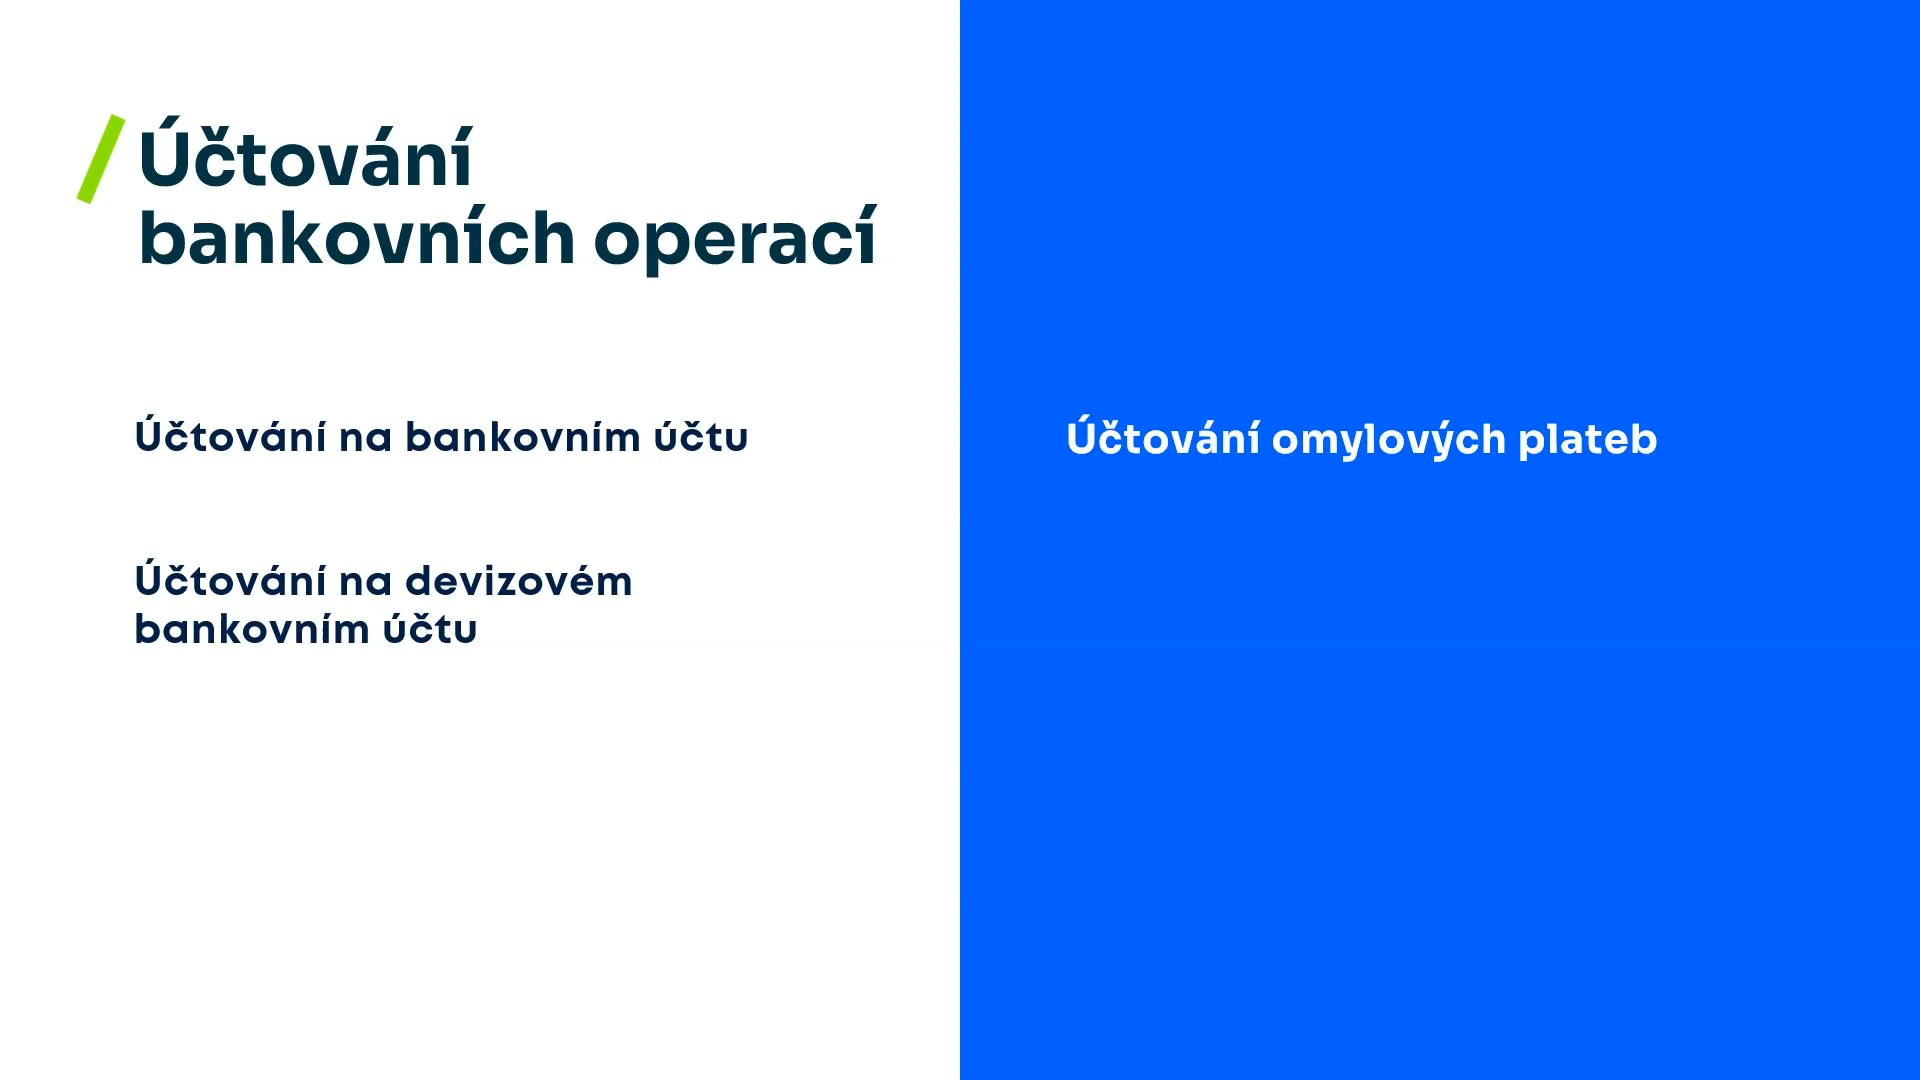 Účtování
bankovních operací
Účtování na bankovním účtu
Účtování na devizovém
bankovním účtu
Účtování omylových plateb